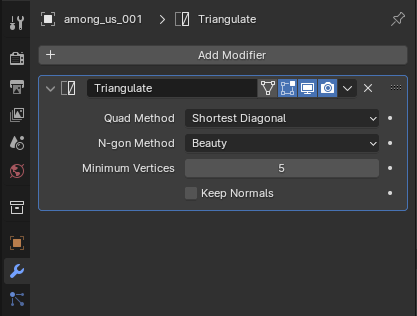 among_us_001 Triangulate
Add Modifier
Triangulate
Quad Method Shortest Diagonal
N-gon Method Beauty
Minimum Vertices 5
Keep Normals